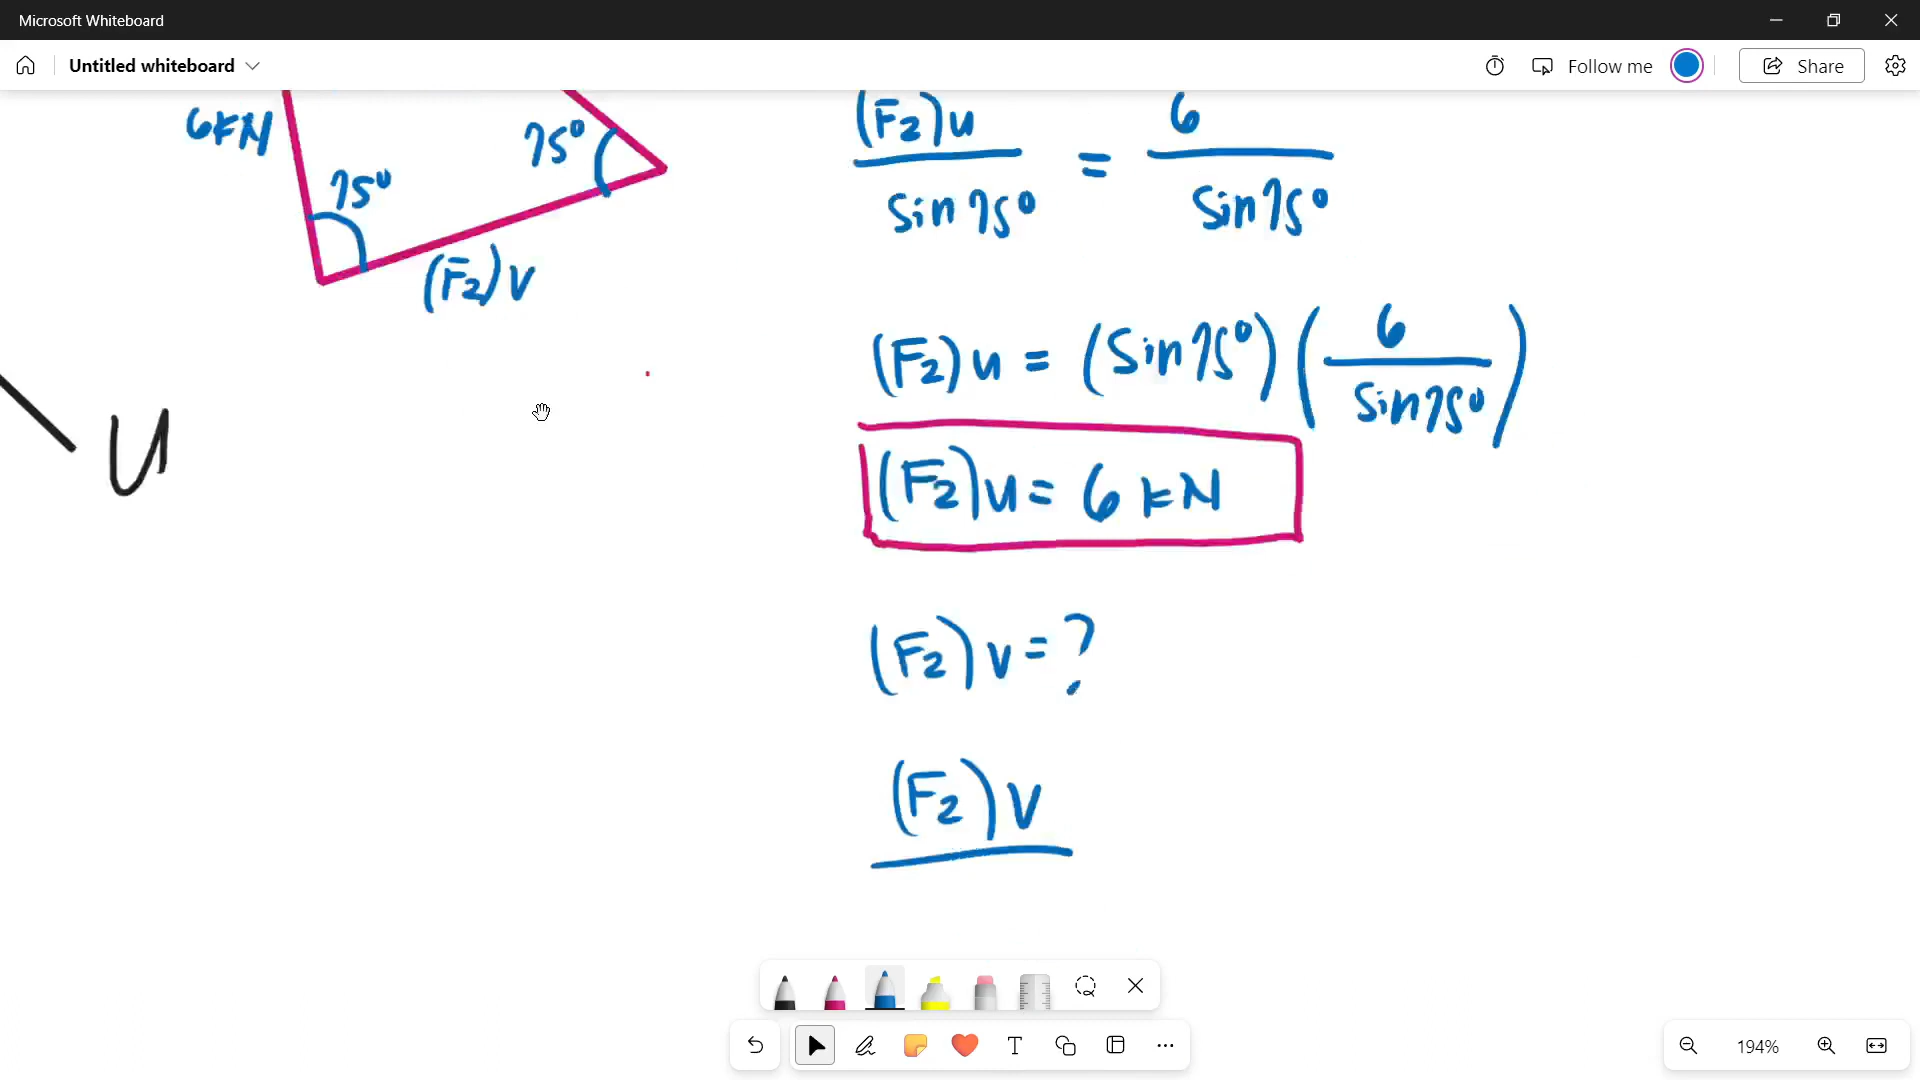 Microsoft Whiteboard
Untitled whiteboard
Follow me
Share
6kN
75°
75°
(F2)v
U
(F2)u / sin75° = 6 / sin75°
(F2)u = (sin75°)(6 / sin75°)
(F2)u = 6 kN
(F2)v = ?
(F2)v
T
194%